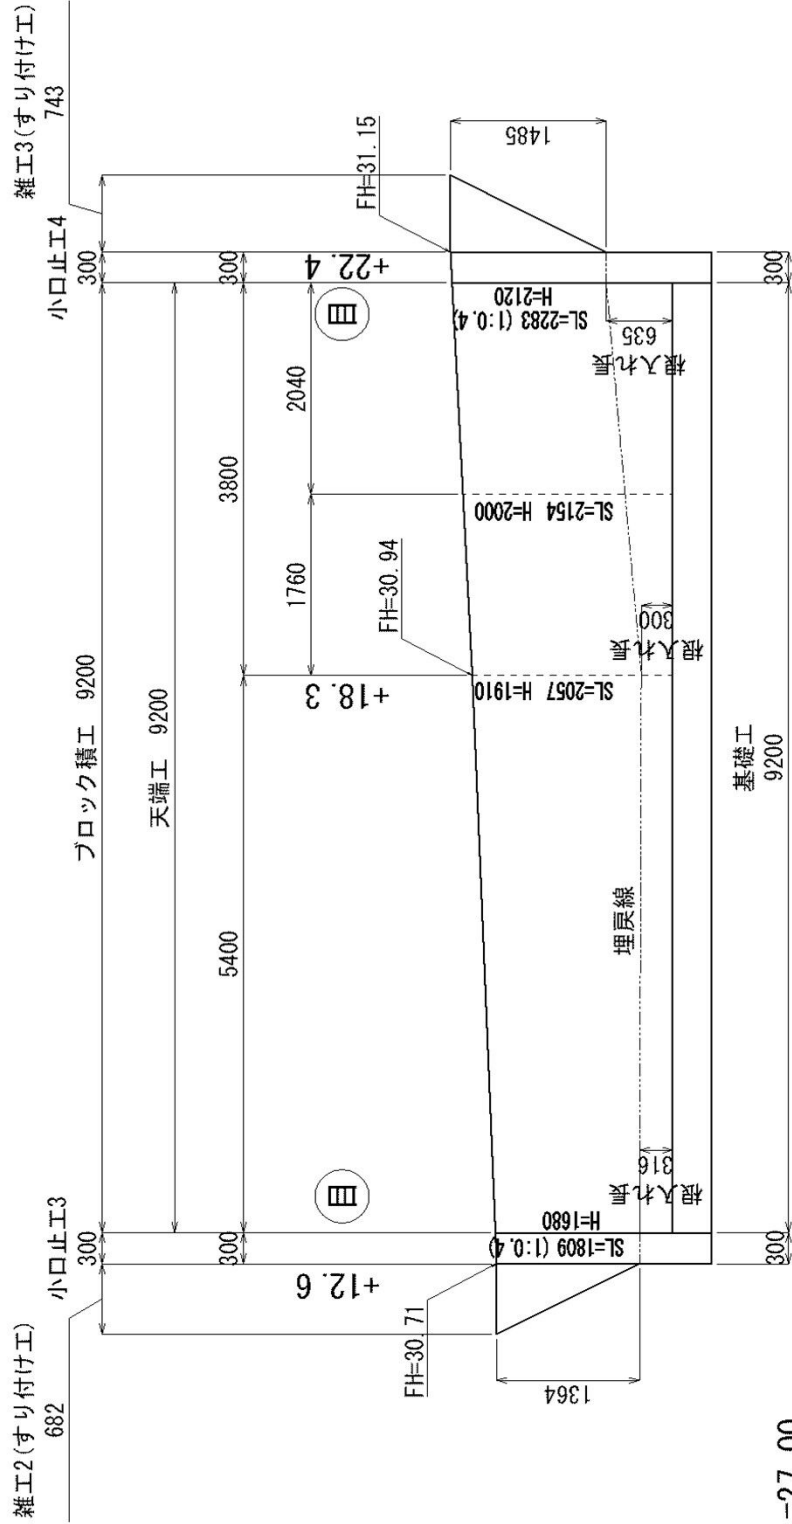 雑工2(すり付け工)
682
小口止工3
300
ブロック積工 9200
300
小口止工4
雑工3(すり付け工)
743
天端工 9200
300
5400
3800
300
1760
2040
Ⅲ
Ⅲ
+12.6
+18.3
+22.4
FH=30.71
FH=30.94
FH=31.15
1364
SL=1809 (1:0.4)
H=1680
SL=2057 H=1910
SL=2154 H=2000
SL=2283 (1:0.4)
H=2120
1485
埋戻線
根入れ長
316
根入れ長
300
根入れ長
635
300
基礎工
9200
300